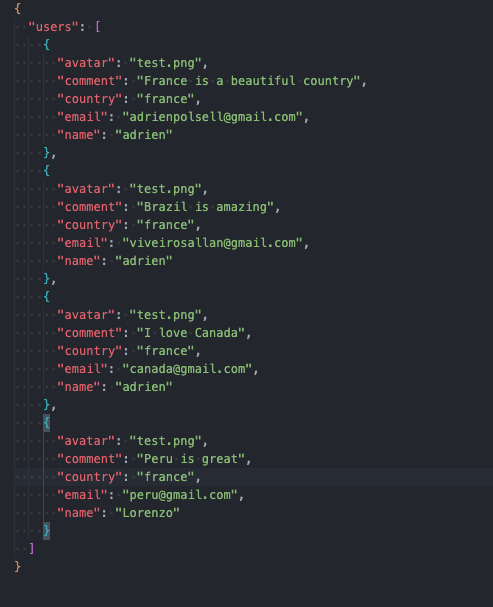 {
"users": [
{
"avatar": "test.png",
"comment": "France is a beautiful country",
"country": "france",
"email": "adrienpolsell@gmail.com",
"name": "adrien"
},
{
"avatar": "test.png",
"comment": "Brazil is amazing",
"country": "france",
"email": "viveirosallan@gmail.com",
"name": "adrien"
},
{
"avatar": "test.png",
"comment": "I love Canada",
"country": "france",
"email": "canada@gmail.com",
"name": "adrien"
},
{
"avatar": "test.png",
"comment": "Peru is great",
"country": "france",
"email": "peru@gmail.com",
"name": "Lorenzo"
}
]
}